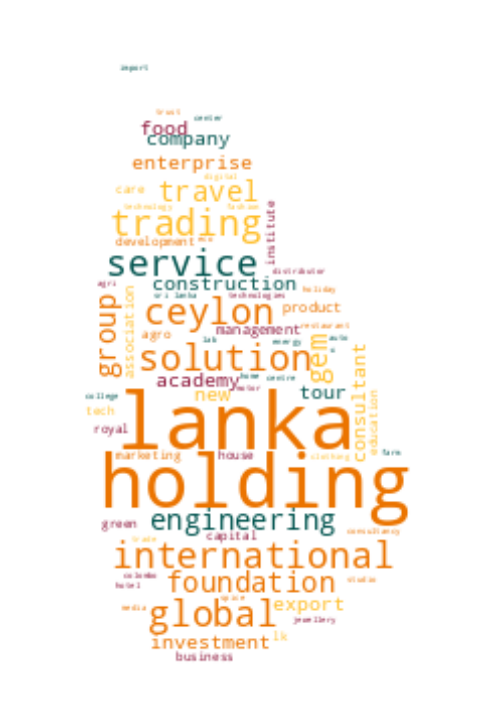 import
trust
center
food
company
enterprise
digital
care
travel
technology
fashion
trading
institute
development
service
distributor
construction
agri
holiday
sri lanka
technologies
group
association
ceylon
product
management
restaurant
agro
lab
energy
auto
solution
gem
consultant
academy
home
centre
motor
tour
new
college
education
tech
lanka
royal
marketing
house
clothing
farm
holding
green
engineering
capital
consultancy
trade
international
colombo
hotel
foundation
studio
spice
media
global
export
jewellery
investment
lk
business